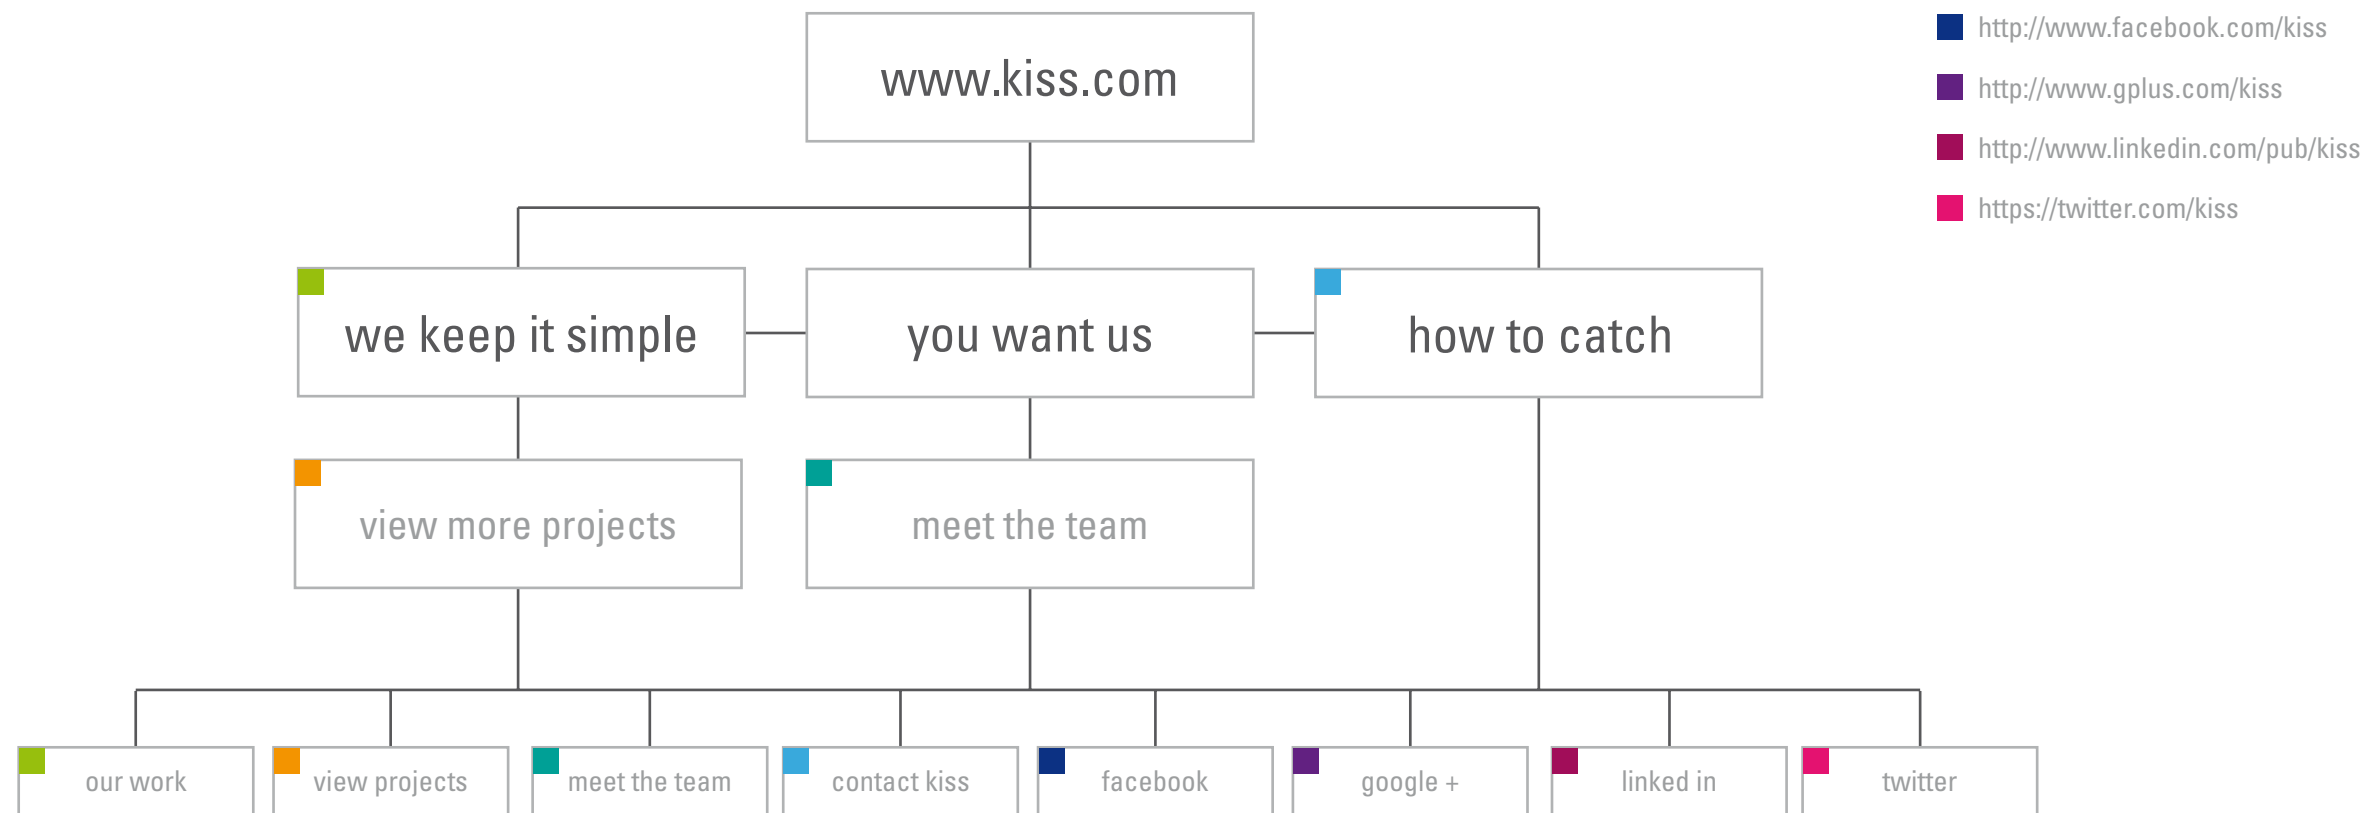 www.kiss.com
http://www.facebook.com/kiss
http://www.gplus.com/kiss
http://www.linkedin.com/pub/kiss
https://twitter.com/kiss
we keep it simple
you want us
how to catch
view more projects
meet the team
our work
view projects
meet the team
contact kiss
facebook
google +
linked in
twitter